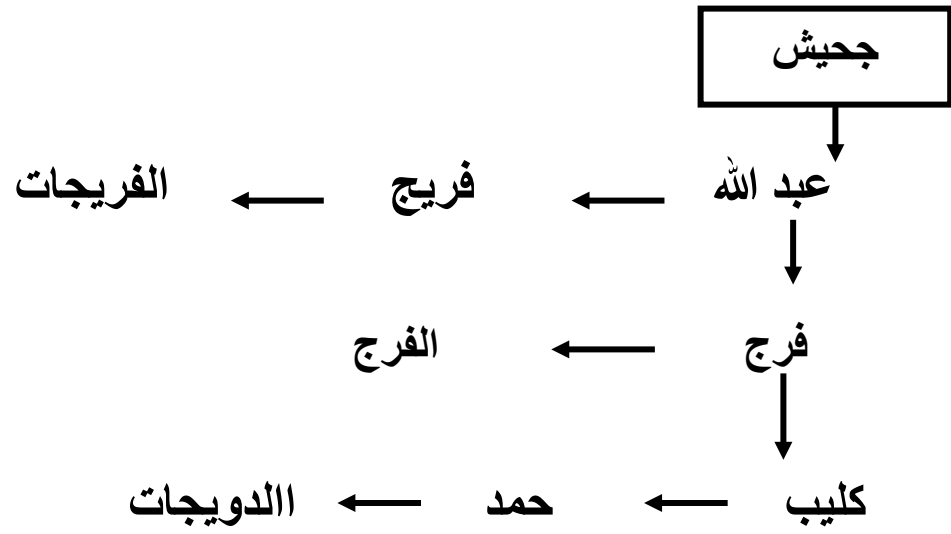 جحيش
عبد الله فريج الفريجات
فرج الفرج
كليب حمد االدويجات